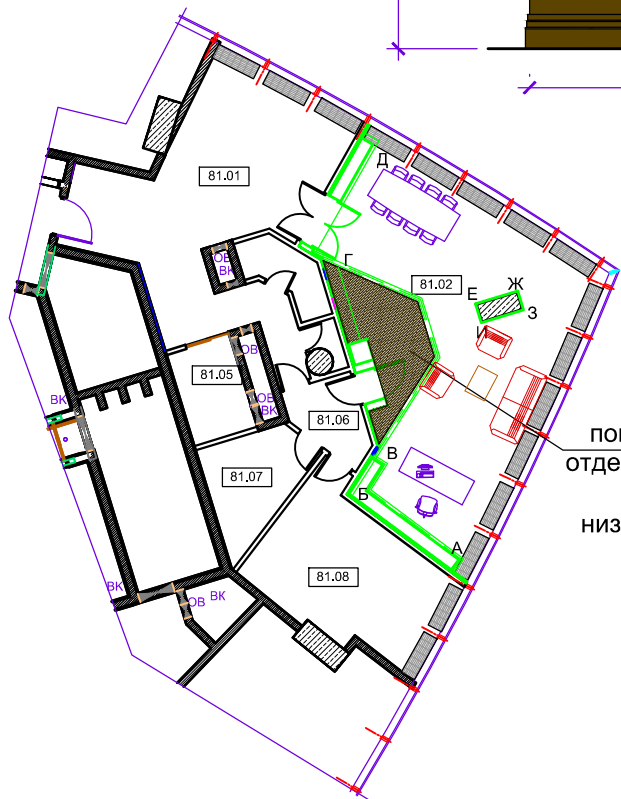 81.01
Д
ОВ
ВК
Г
81.02
Ж
Е
З
И
ОВ
81.05
ВК
ОВ
ВК
81.06
пол
отде
В
81.07
Б
низ
А
81.08
ВК
ОВ
ВК